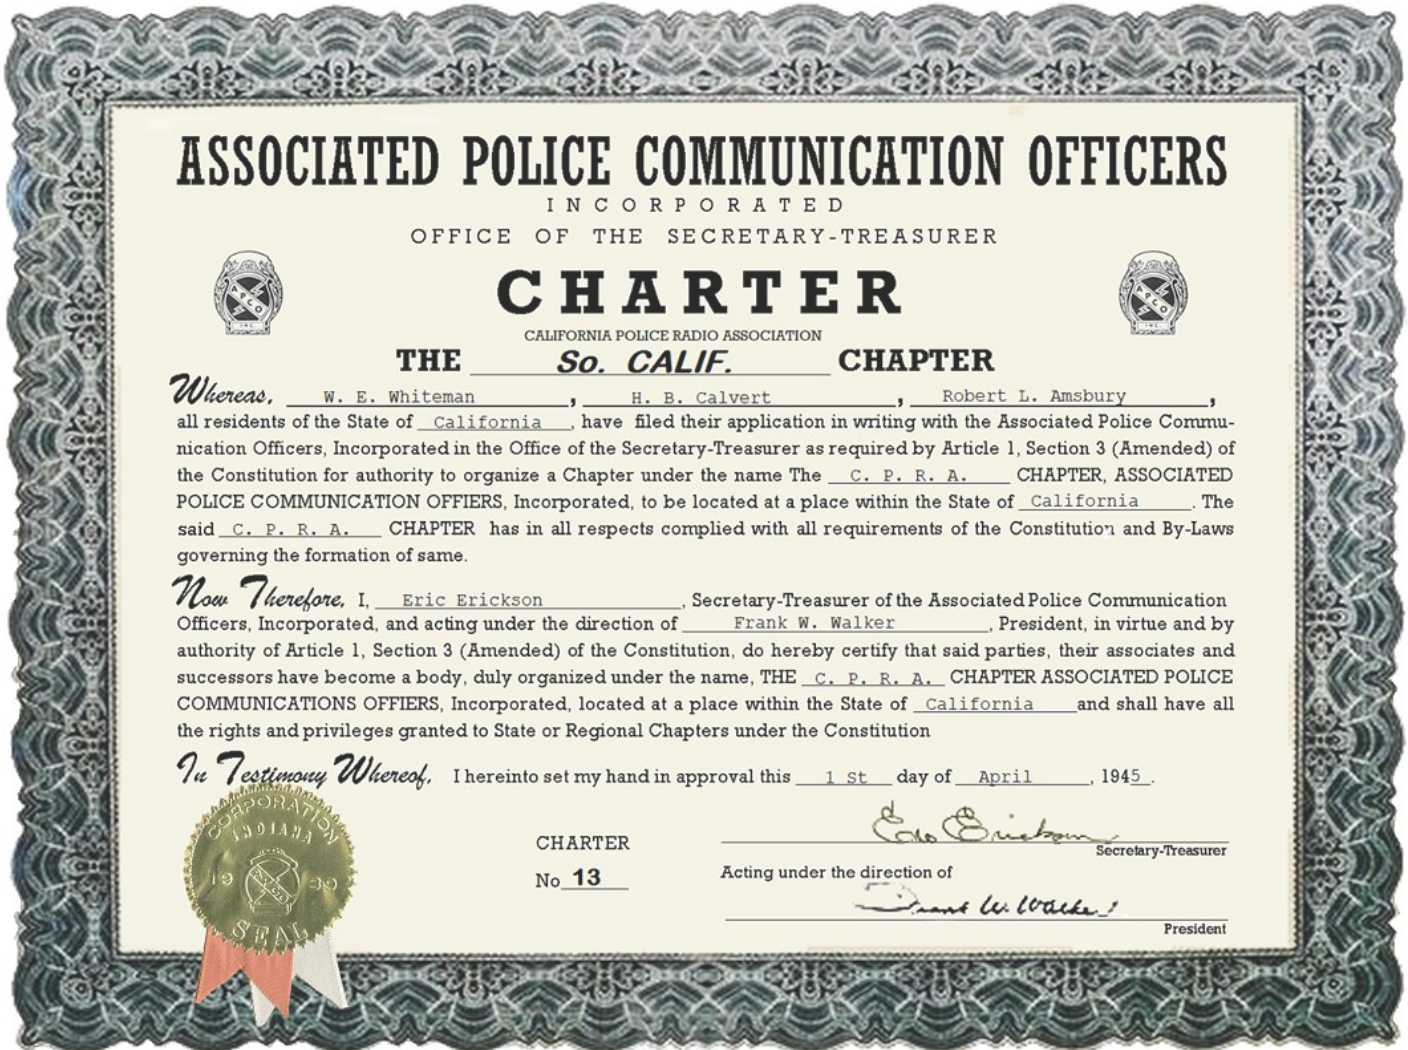 ASSOCIATED POLICE COMMUNICATION OFFICERS
INCORPORATED
OFFICE OF THE SECRETARY-TREASURER
CHARTER
APCO
INC.
APCO
INC.
CALIFORNIA POLICE RADIO ASSOCIATION
THE So. CALIF. CHAPTER
Whereas, W. E. Whiteman, H. B. Calvert, Robert L. Amsbury,
all residents of the State of California, have filed their application in writing with the Associated Police Commu-
nication Officers, Incorporated in the Office of the Secretary-Treasurer as required by Article 1, Section 3 (Amended) of
the Constitution for authority to organize a Chapter under the name The C. P. R. A. CHAPTER, ASSOCIATED
POLICE COMMUNICATION OFFIERS, Incorporated, to be located at a place within the State of California. The
said C. P. R. A. CHAPTER has in all respects complied with all requirements of the Constitution and By-Laws
governing the formation of same.
Now Therefore, I, Eric Erickson, Secretary-Treasurer of the Associated Police Communication
Officers, Incorporated, and acting under the direction of Frank W. Walker, President, in virtue and by
authority of Article 1, Section 3 (Amended) of the Constitution, do hereby certify that said parties, their associates and
successors have become a body, duly organized under the name, THE C. P. R. A. CHAPTER ASSOCIATED POLICE
COMMUNICATIONS OFFIERS, Incorporated, located at a place within the State of California and shall have all
the rights and privileges granted to State or Regional Chapters under the Constitution
In Testimony Whereof, I hereinto set my hand in approval this 1 st day of April, 1945.
CORPORATION
INDIANA
1939
SEAL
CHARTER
No 13
Erickson
Secretary-Treasurer
Acting under the direction of
Frank W. Walker
President